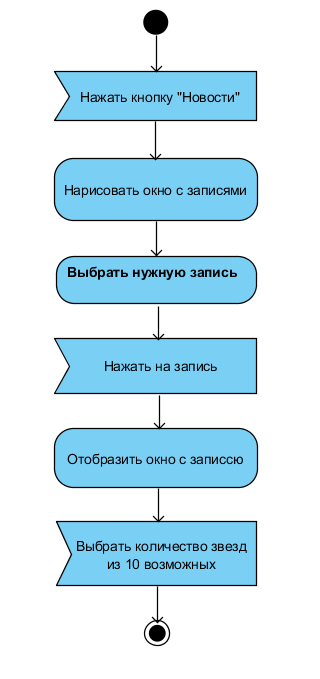 Нажать кнопку "Новости"
Нарисовать окно с записями
Выбрать нужную запись
Нажать на запись
Отобразить окно с записсю
Выбрать количество звезд
из 10 возможных